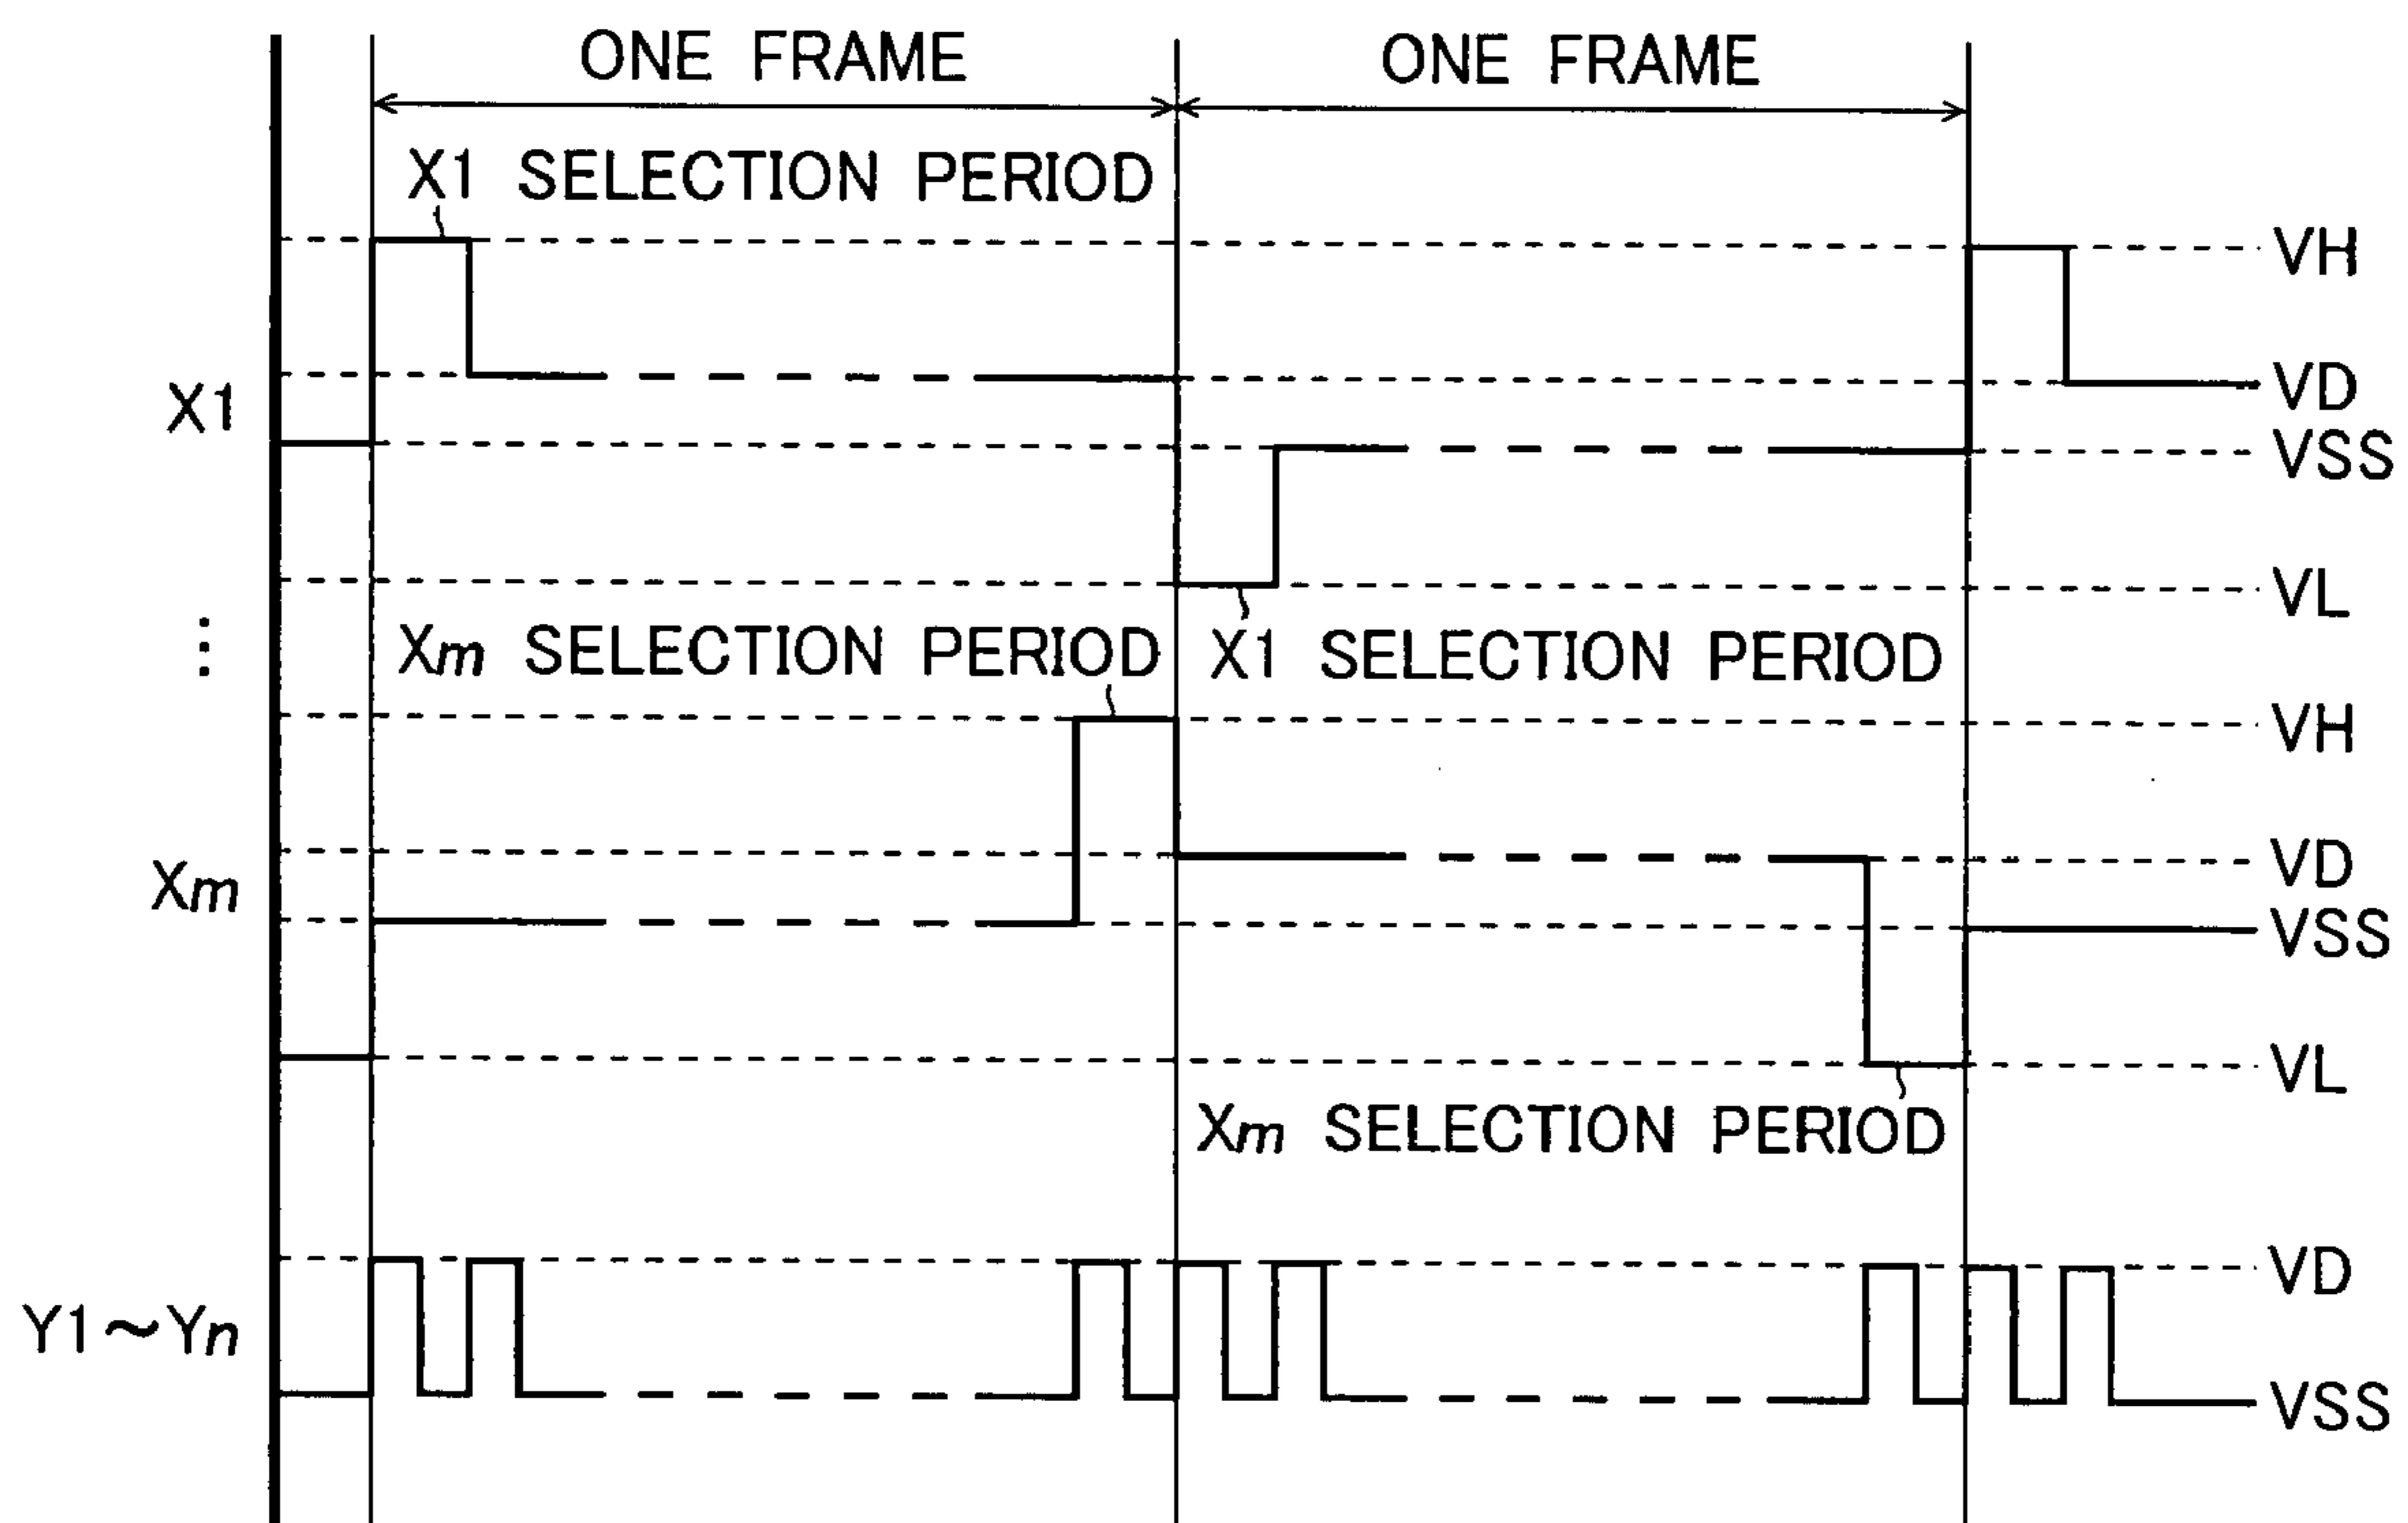 ONE FRAME ONE FRAME
X1 SELECTION PERIOD
VH
X1
VD
VSS
VL
⋮
Xm SELECTION PERIOD X1 SELECTION PERIOD
VH
Xm
VD
VSS
VL
Xm SELECTION PERIOD
VD
Y1~Yn
VSS